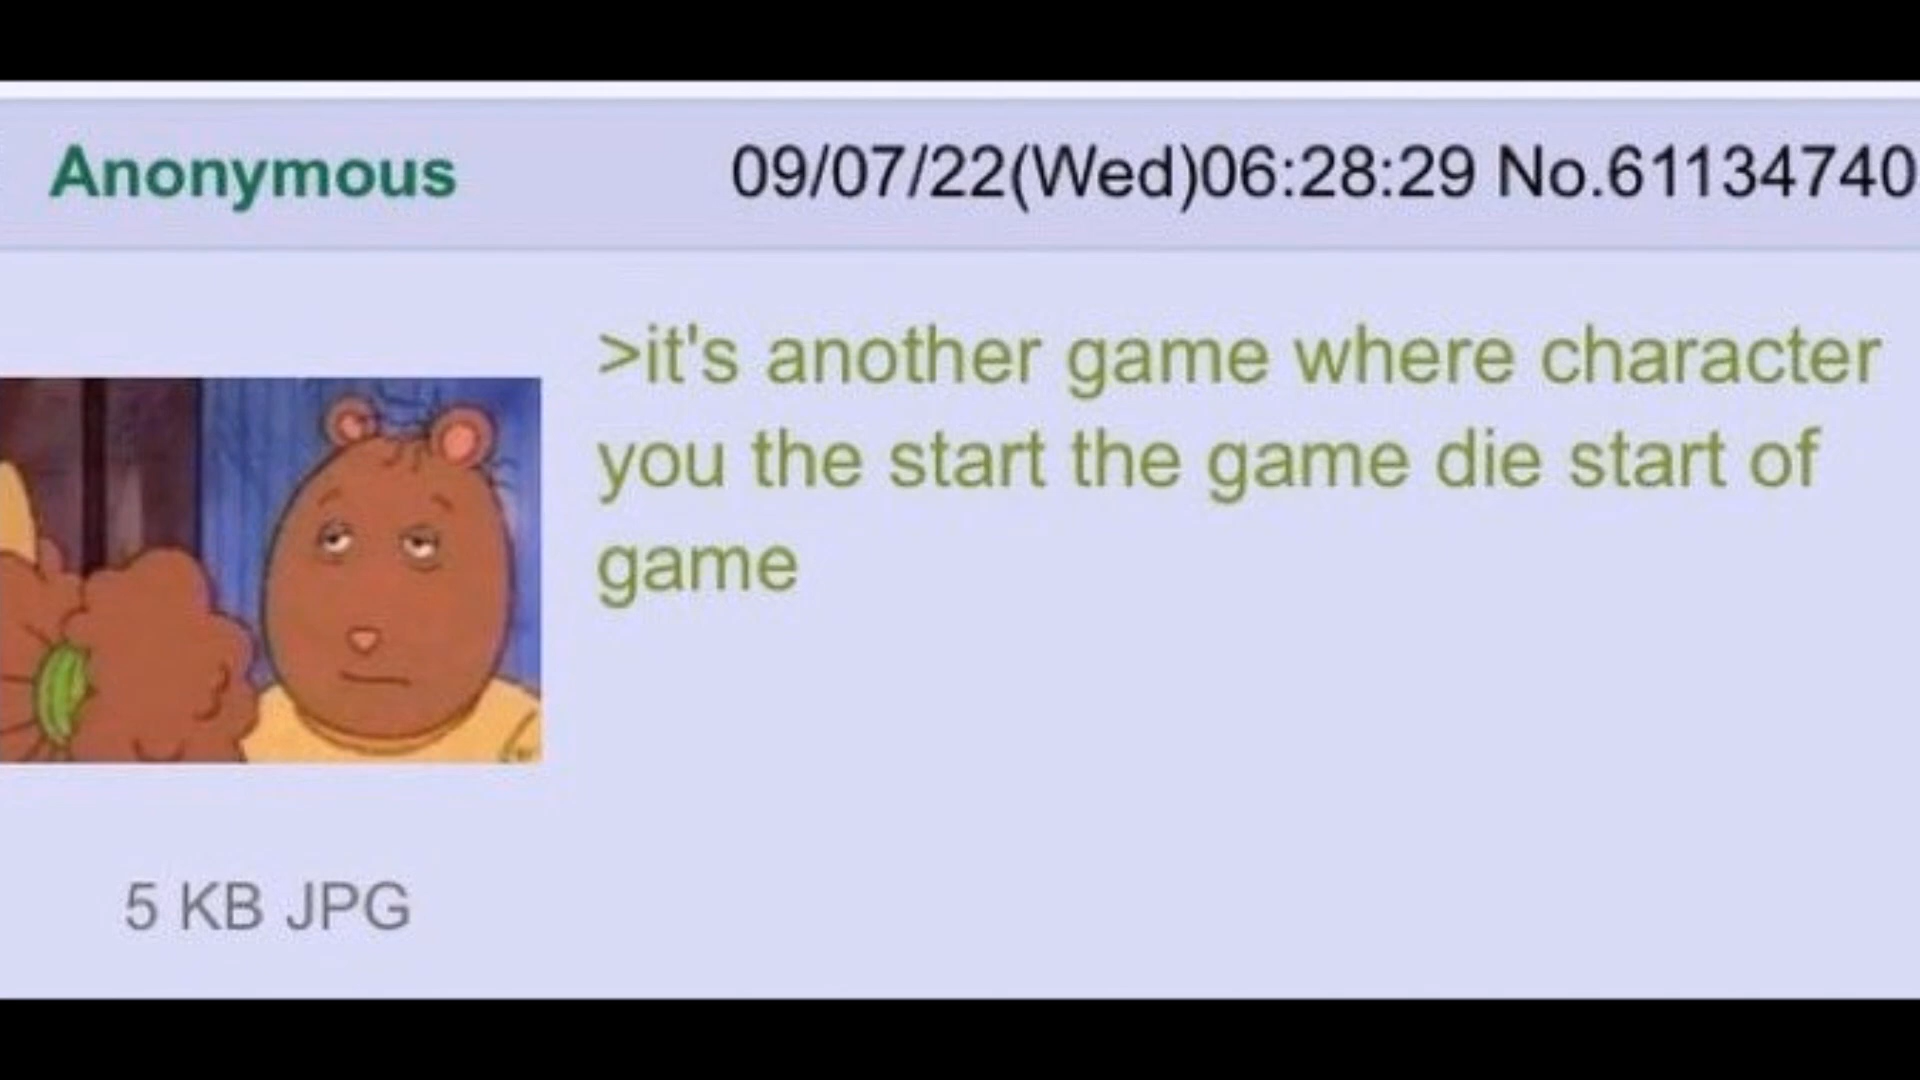 Anonymous 09/07/22(Wed)06:28:29 No.61134740
>it's another game where character
you the start the game die start of
game
5 KB JPG